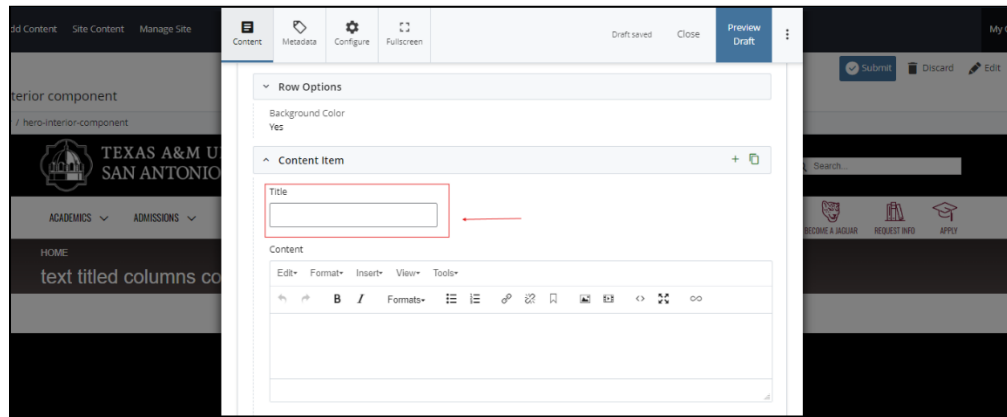 dd Content Site Content Manage Site
Content Metadata Configure Fullscreen Draft saved Close Preview Draft
My
Submit Discard Edit
terior component
/ hero-interior-component
Row Options
Background Color
Yes
Content Item
TEXAS A&M U
SAN ANTONIO
Search...
Title
ACADEMICS ADMISSIONS
BECOME A JAGUAR REQUEST INFO APPLY
HOME
text titled columns co
Content
Edit Format Insert View Tools
B I Formats